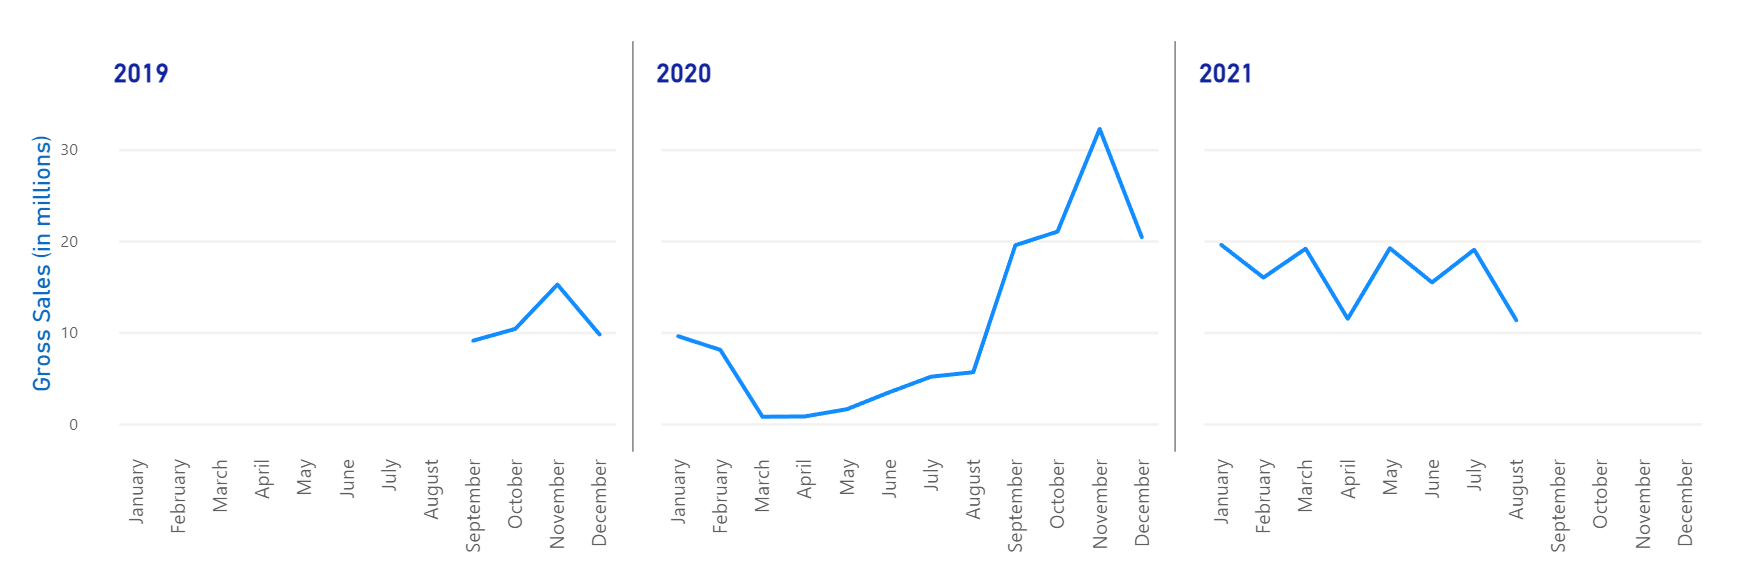 2019
2020
2021
Gross Sales (in millions)
30
20
10
0
January
February
March
April
May
June
July
August
September
October
November
December
January
February
March
April
May
June
July
August
September
October
November
December
January
February
March
April
May
June
July
August
September
October
November
December